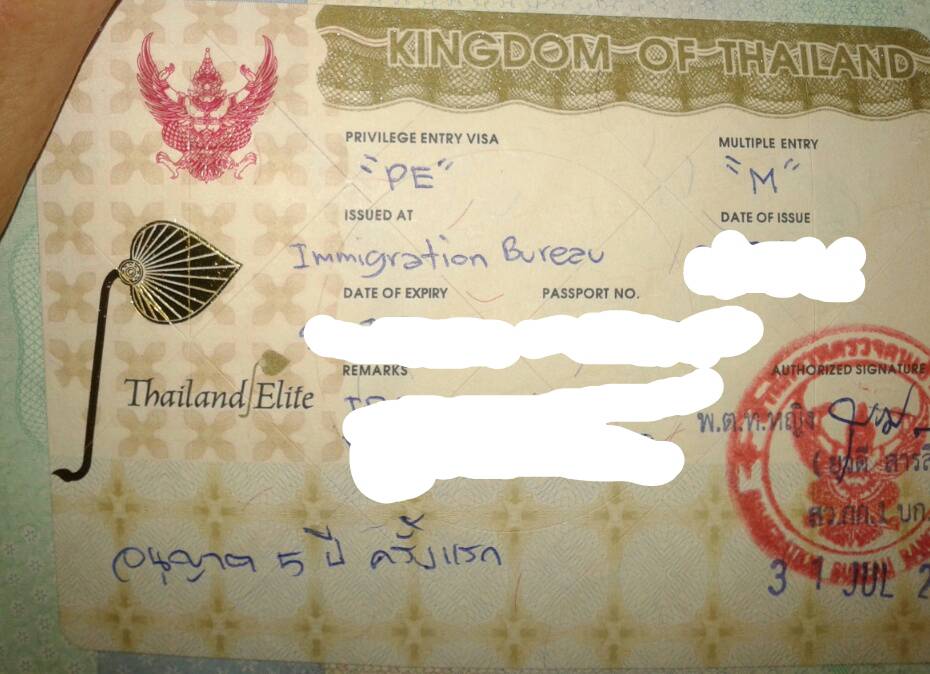 KINGDOM OF THAILAND
PRIVILEGE ENTRY VISA
"PE"
MULTIPLE ENTRY
"M"
ISSUED AT
Immigration Bureau
DATE OF ISSUE
DATE OF EXPIRY
PASSPORT NO.
REMARKS
AUTHORIZED SIGNATURE
Thailand Elite
พ.ต.ท.หญิง
31 JUL
อนุญาต 5 ปี ครั้งแรก